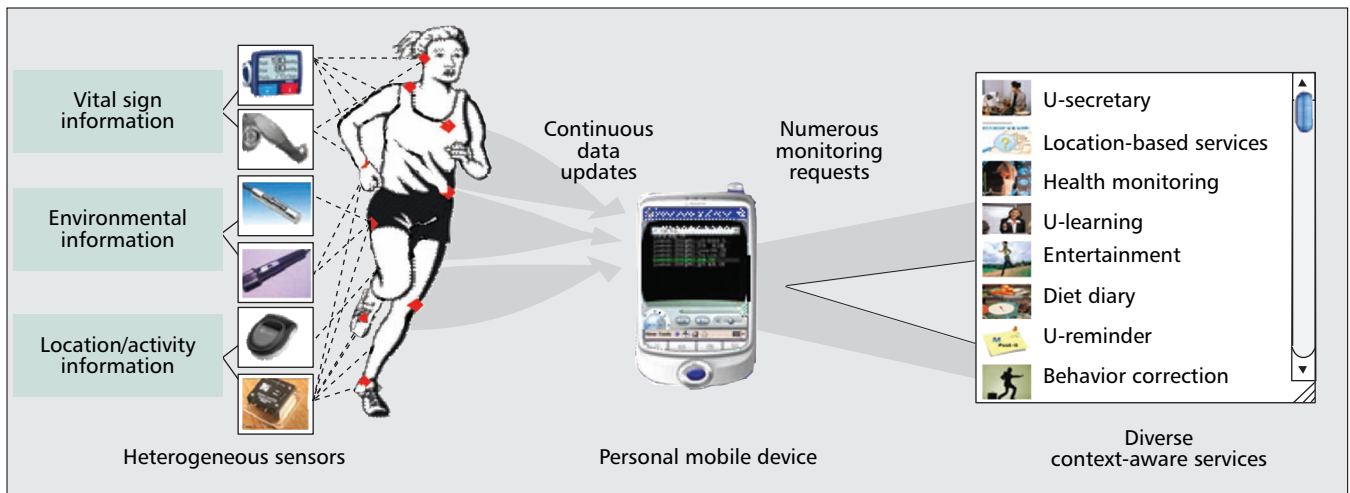 Vital sign
information
Environmental
information
Location/activity
information
Heterogeneous sensors
Continuous
data
updates
Numerous
monitoring
requests
Personal mobile device
U-secretary
Location-based services
Health monitoring
U-learning
Entertainment
Diet diary
U-reminder
Behavior correction
Diverse
context-aware services